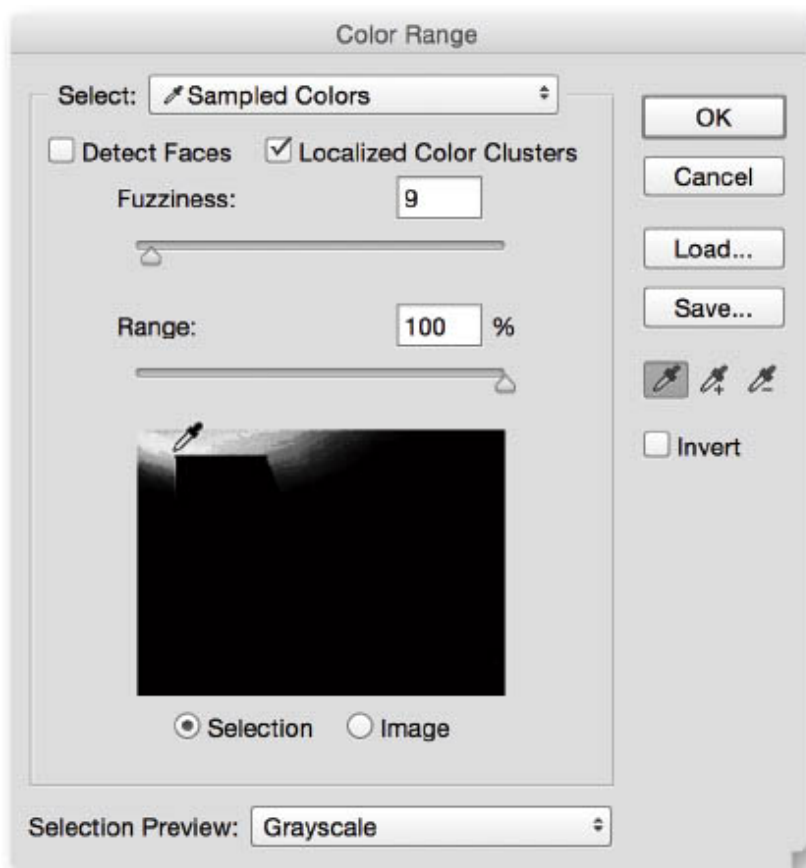 Color Range
Select: Sampled Colors
Detect Faces Localized Color Clusters
Fuzziness: 9
Range: 100 %
Selection Image
Selection Preview: Grayscale
OK
Cancel
Load...
Save...
Invert